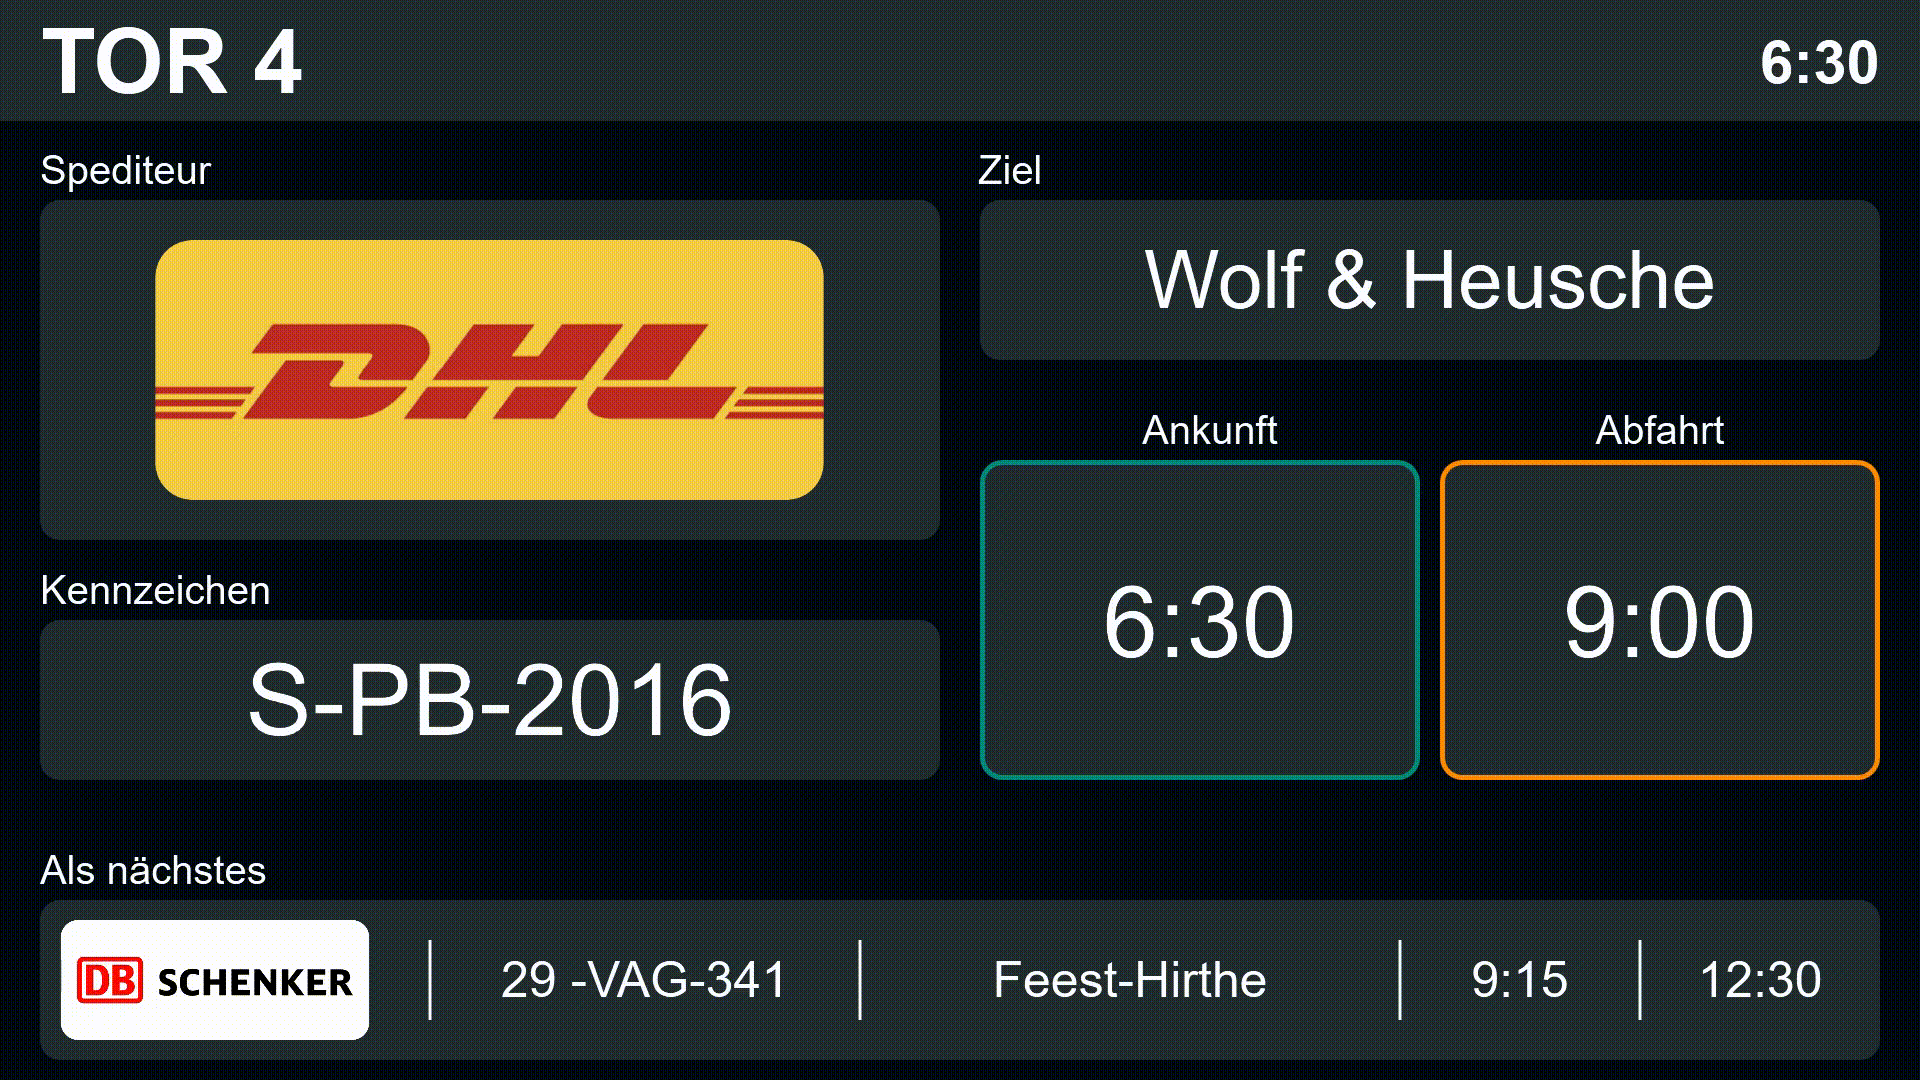 TOR 4
6:30
Spediteur
DHL
Kennzeichen
S-PB-2016
Ziel
Wolf & Heusche
Ankunft
6:30
Abfahrt
9:00
Als nächstes
DB SCHENKER
29 -VAG-341
Feest-Hirthe
9:15
12:30